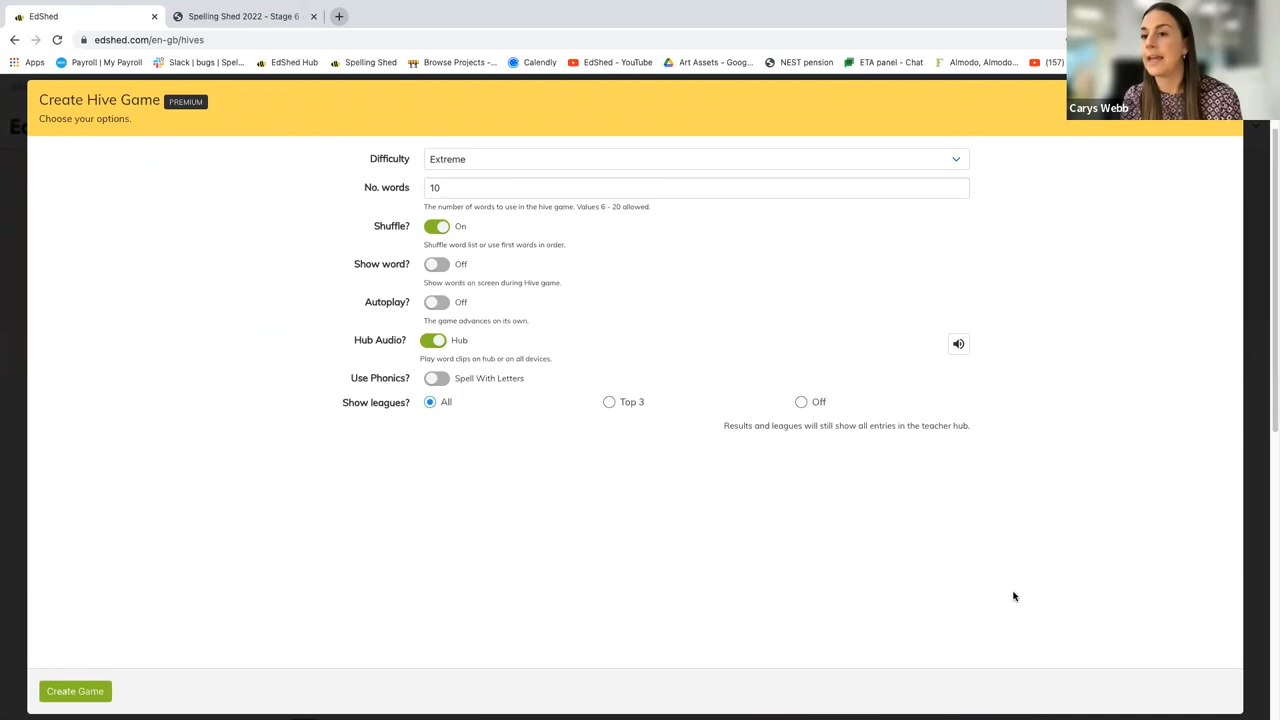 EdShed
Spelling Shed 2022 - Stage 6 -
edshed.com/en-gb/hives
Apps Payroll | My Payroll Slack | bugs | Spel... EdShed Hub Spelling Shed Browse Projects -... Calendly EdShed - YouTube Art Assets - Goog... NEST pension ETA panel - Chat Almodo, Almodo... (157)
Carys Webb
Create Hive Game PREMIUM
Choose your options.
Difficulty Extreme
No. words 10
The number of words to use in the hive game. Values 6 - 20 allowed.
Shuffle? On
Shuffle word list or use first words in order.
Show word? Off
Show words on screen during Hive game.
Autoplay? Off
The game advances on its own.
Hub Audio? Hub
Play word clips on hub or on all devices.
Use Phonics? Spell With Letters
Show leagues? All Top 3 Off
Results and leagues will still show all entries in the teacher hub.
Create Game